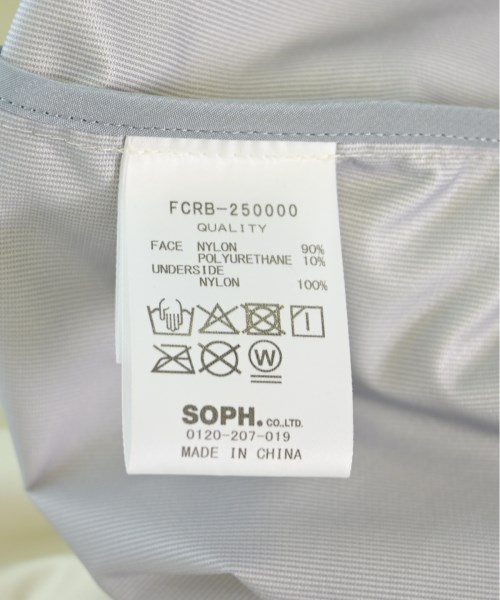 FCRB-250000
QUALITY
FACE NYLON 90%
POLYURETHANE 10%
UNDERSIDE
NYLON 100%
W
SOPH.CO.,LTD.
0120-207-019
MADE IN CHINA